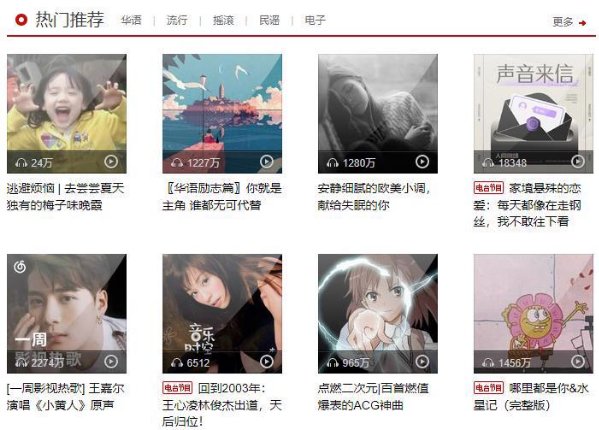 热门推荐 华语 | 流行 | 摇滚 | 民谣 | 电子 更多
声音来信
24万
1227万
1280万
18348
逃避烦恼 | 去尝尝夏天
独有的梅子味晚霞
〖华语励志篇〗你就是
主角 谁都无可代替
安静细腻的欧美小调,
献给失眠的你
电台节目 家境悬殊的恋
爱：每天都像在走钢
丝，我不敢往下看
一周
影视热歌
音乐
时空
2274万
6512
965万
1456万
[一周影视热歌] 王嘉尔
演唱《小黄人》原声
电台节目 回到2003年：
王心凌林俊杰出道，天
后归位！
点燃二次元|百首燃值
爆表的ACG神曲
电台节目 哪里都是你&水
星记（完整版）